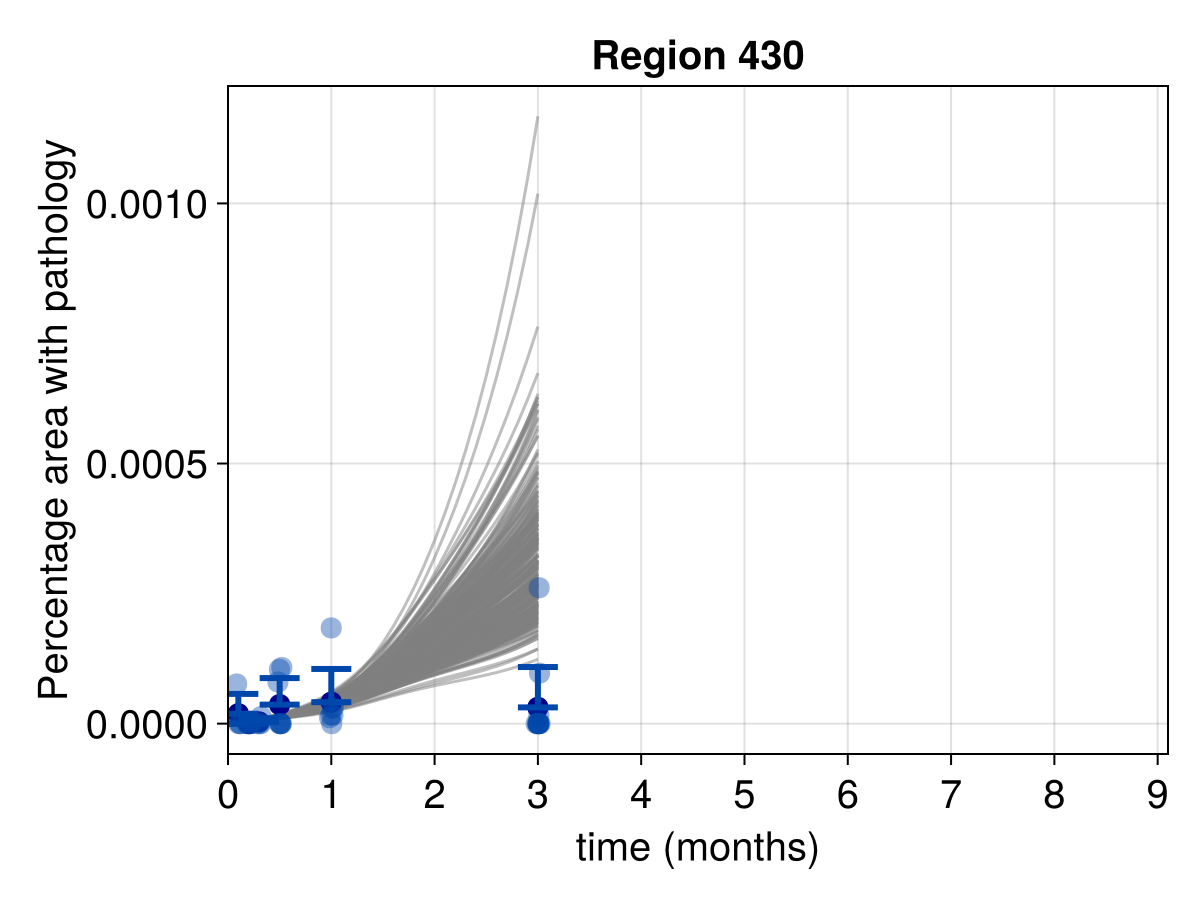 Region 430
Percentage area with pathology
0.0010
0.0005
0.0000
0 1 2 3 4 5 6 7 8 9
time (months)